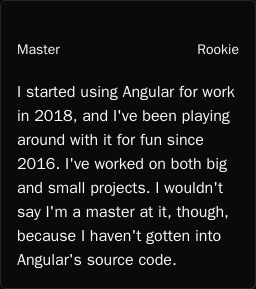 Master Rookie
I started using Angular for work
in 2018, and I've been playing
around with it for fun since
2016. I've worked on both big
and small projects. I wouldn't
say I'm a master at it, though,
because I haven't gotten into
Angular's source code.